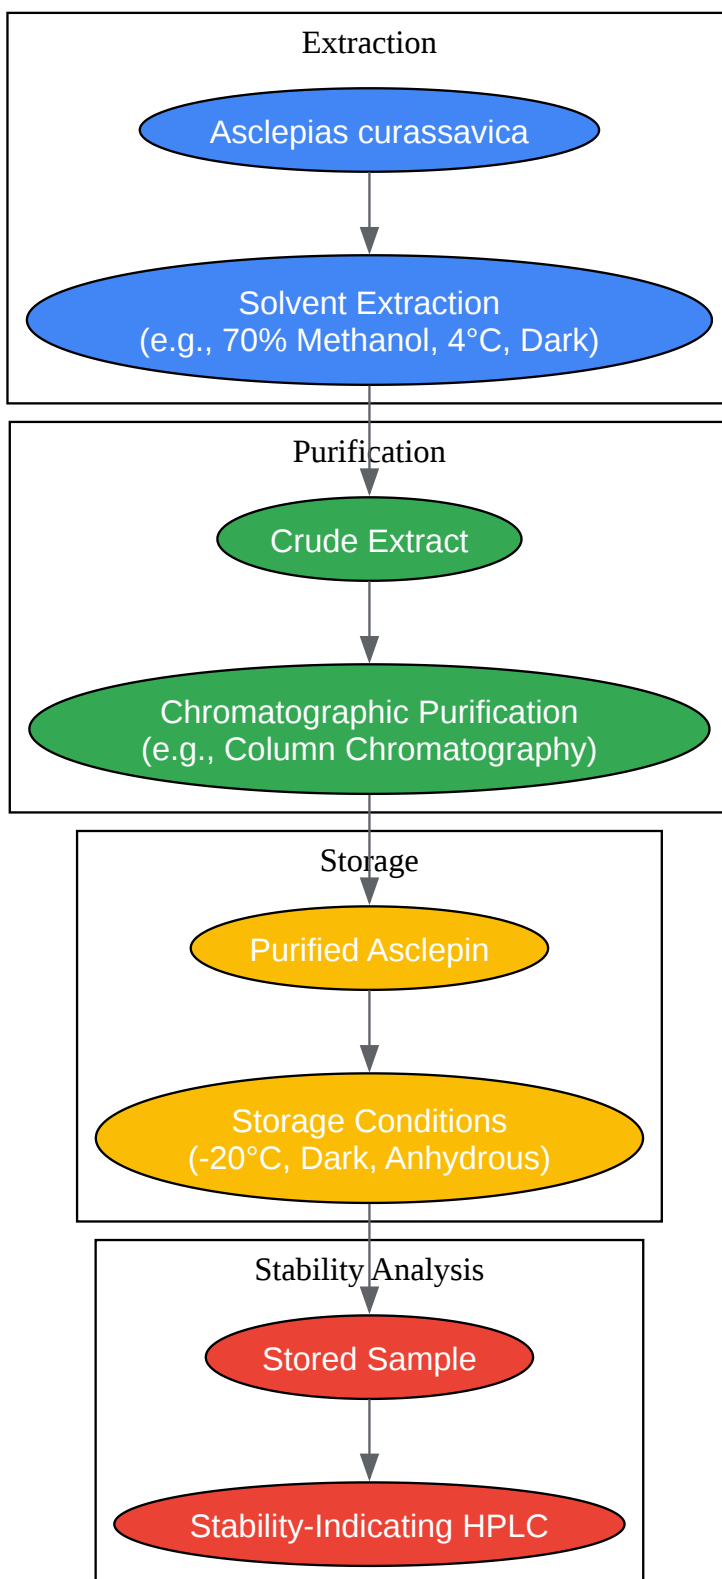 Extraction
Asclepias curassavica
Solvent Extraction
(e.g., 70% Methanol, 4°C, Dark)
Purification
Crude Extract
Chromatographic Purification
(e.g., Column Chromatography)
Storage
Purified Asclepin
Storage Conditions
(-20°C, Dark, Anhydrous)
Stability Analysis
Stored Sample
Stability-Indicating HPLC